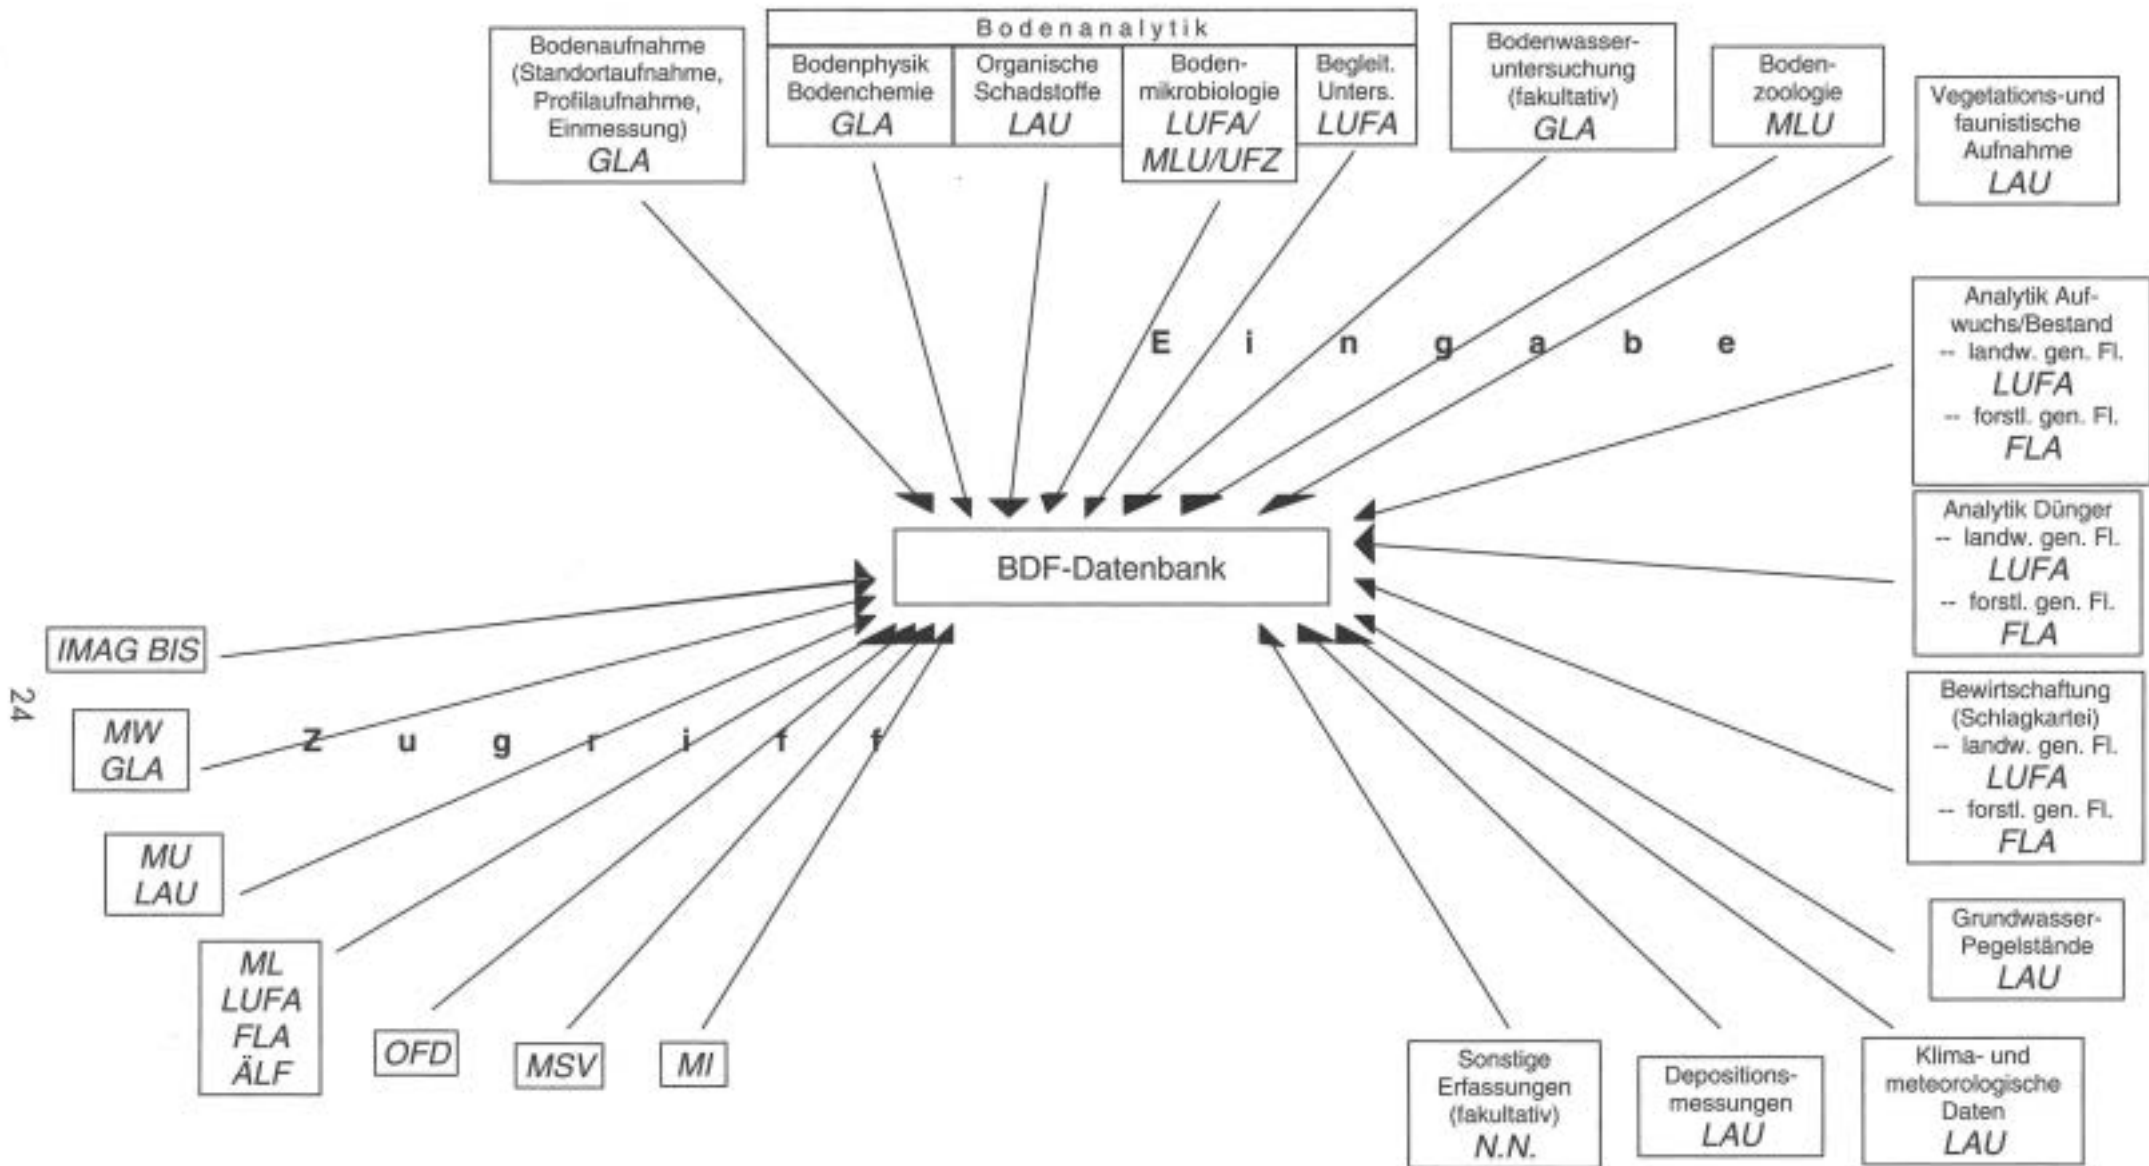 Bodenaufnahme
(Standortaufnahme,
Profilaufnahme,
Einmessung)
GLA
Bodenanalytik
Bodenphysik
Bodenchemie
GLA
Organische
Schadstoffe
LAU
Boden-
mikrobiologie
LUFA/
MLU/UFZ
Begleit.
Unters.
LUFA
Bodenwasser-
untersuchung
(fakultativ)
GLA
Boden-
zoologie
MLU
Vegetations-und
faunistische
Aufnahme
LAU
Eingabe
Analytik Auf-
wuchs/Bestand
-- landw. gen. Fl.
LUFA
-- forstl. gen. Fl.
FLA
Analytik Dünger
-- landw. gen. Fl.
LUFA
-- forstl. gen. Fl.
FLA
BDF-Datenbank
Bewirtschaftung
(Schlagkartei)
-- landw. gen. Fl.
LUFA
-- forstl. gen. Fl.
FLA
Grundwasser-
Pegelstände
LAU
Klima- und
meteorologische
Daten
LAU
Depositions-
messungen
LAU
Sonstige
Erfassungen
(fakultativ)
N.N.
Zugriff
IMAG BIS
MW
GLA
MU
LAU
ML
LUFA
FLA
ÄLF
OFD
MSV
MI
24